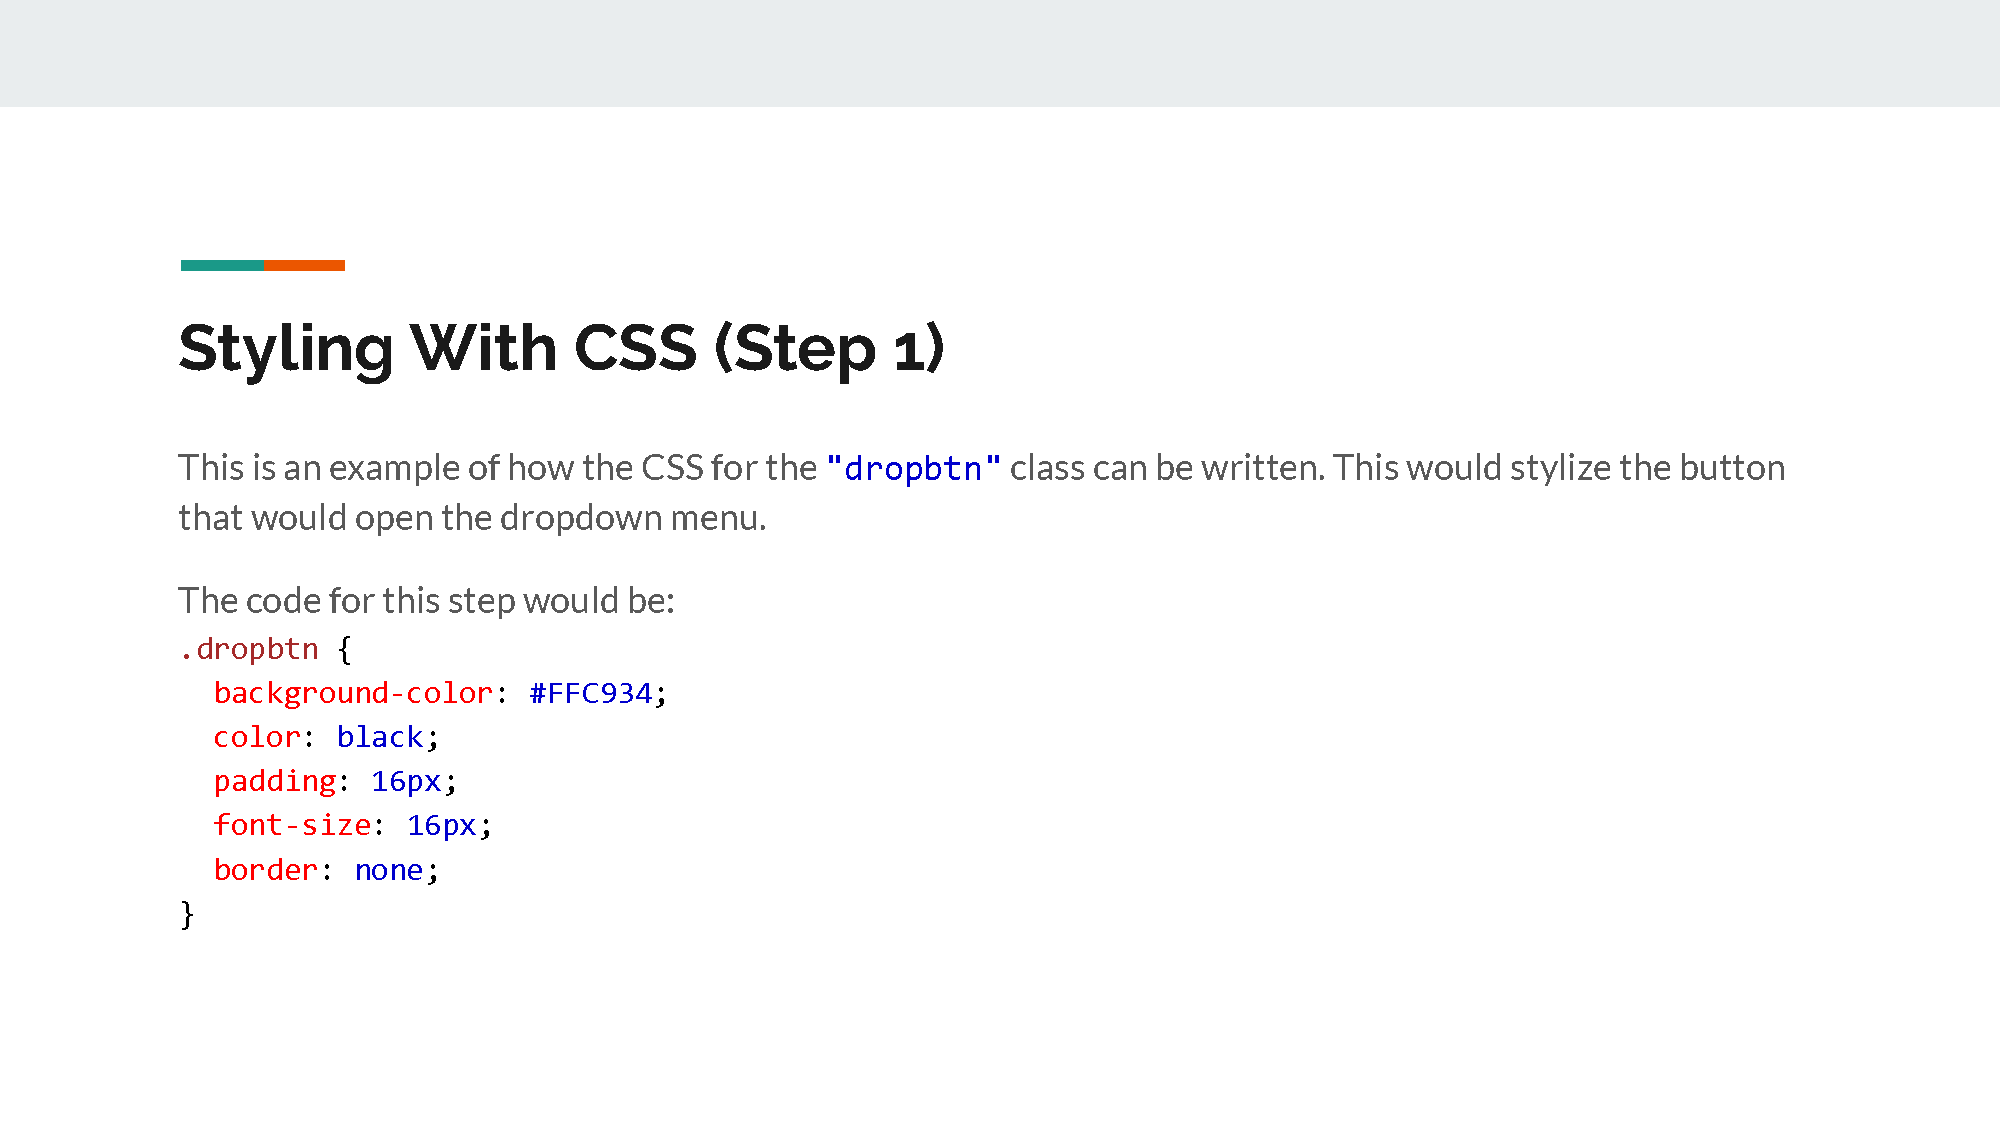 Styling With CSS (Step 1)
This is an example of how the CSS for the "dropbtn" class can be written. This would stylize the button
that would open the dropdown menu.
The code for this step would be:
.dropbtn {
  background-color: #FFC934;
  color: black;
  padding: 16px;
  font-size: 16px;
  border: none;
}